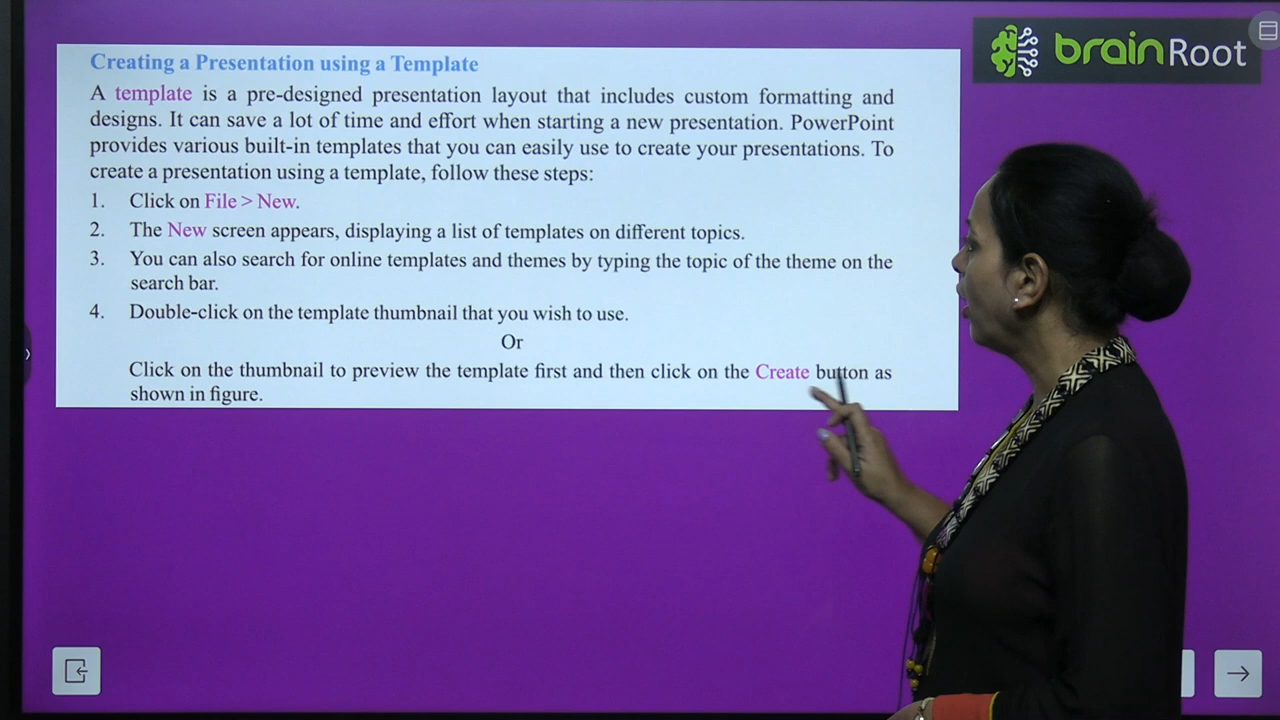 brainRoot
Creating a Presentation using a Template
A template is a pre-designed presentation layout that includes custom formatting and
designs. It can save a lot of time and effort when starting a new presentation. PowerPoint
provides various built-in templates that you can easily use to create your presentations. To
create a presentation using a template, follow these steps:
1. Click on File > New.
2. The New screen appears, displaying a list of templates on different topics.
3. You can also search for online templates and themes by typing the topic of the theme on the
search bar.
4. Double-click on the template thumbnail that you wish to use.
Or
Click on the thumbnail to preview the template first and then click on the Create button as
shown in figure.